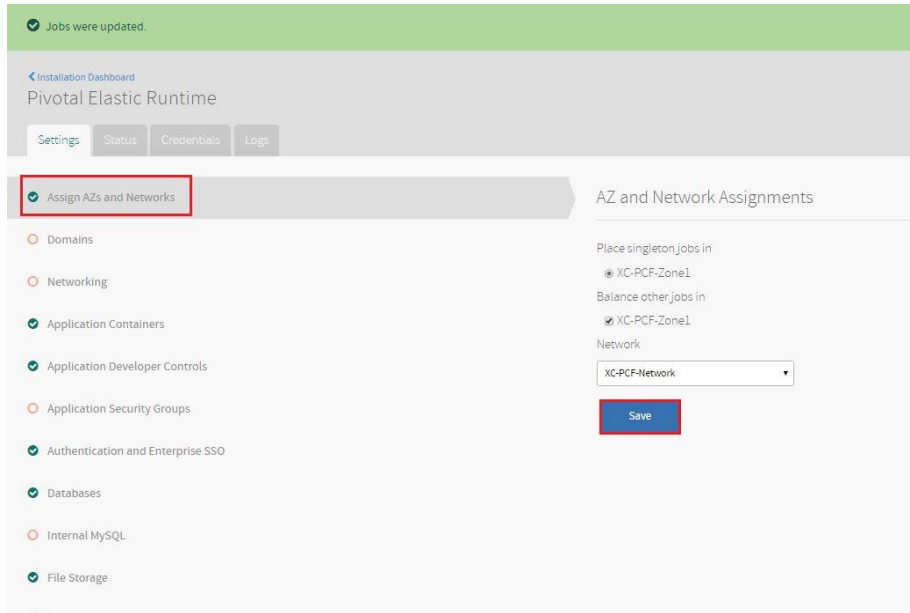 Jobs were updated.
Installation Dashboard
Pivotal Elastic Runtime
Settings
Status
Credentials
Logs
Assign AZs and Networks
Domains
Networking
Application Containers
Application Developer Controls
Application Security Groups
Authentication and Enterprise SSO
Databases
Internal MySQL
File Storage
AZ and Network Assignments
Place singleton jobs in
XC-PCF-Zone1
Balance other jobs in
XC-PCF-Zone1
Network
XC-PCF-Network
Save